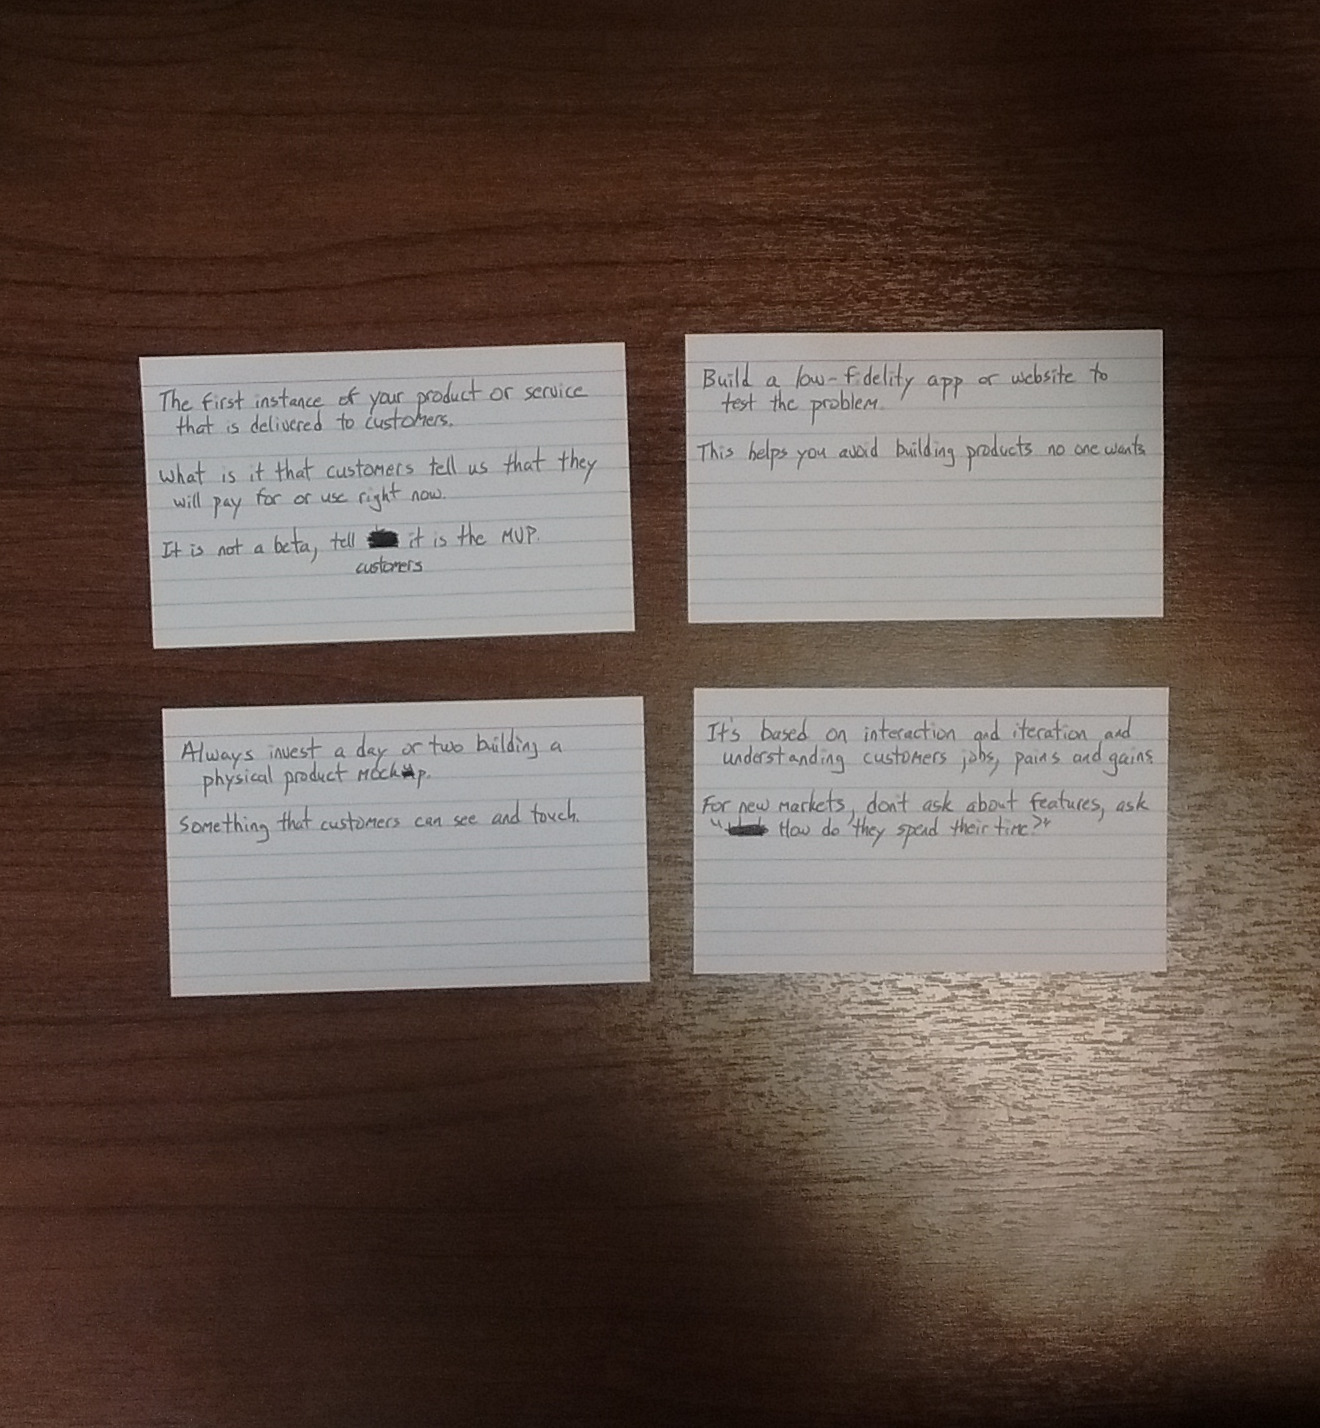 The first instance of your product or service
that is delivered to customers.
What is it that customers tell us that they
will pay for or use right now.
It is not a beta, tell it is the MVP.
customers
Build a low-fidelity app or website to
test the problem.
This helps you avoid building products no one wants
Always invest a day or two building a
physical product mockup.
Something that customers can see and touch.
It's based on interaction and iteration and
understanding customers jobs, pains and gains
For new markets, don't ask about features, ask
" How do they spend their time?"